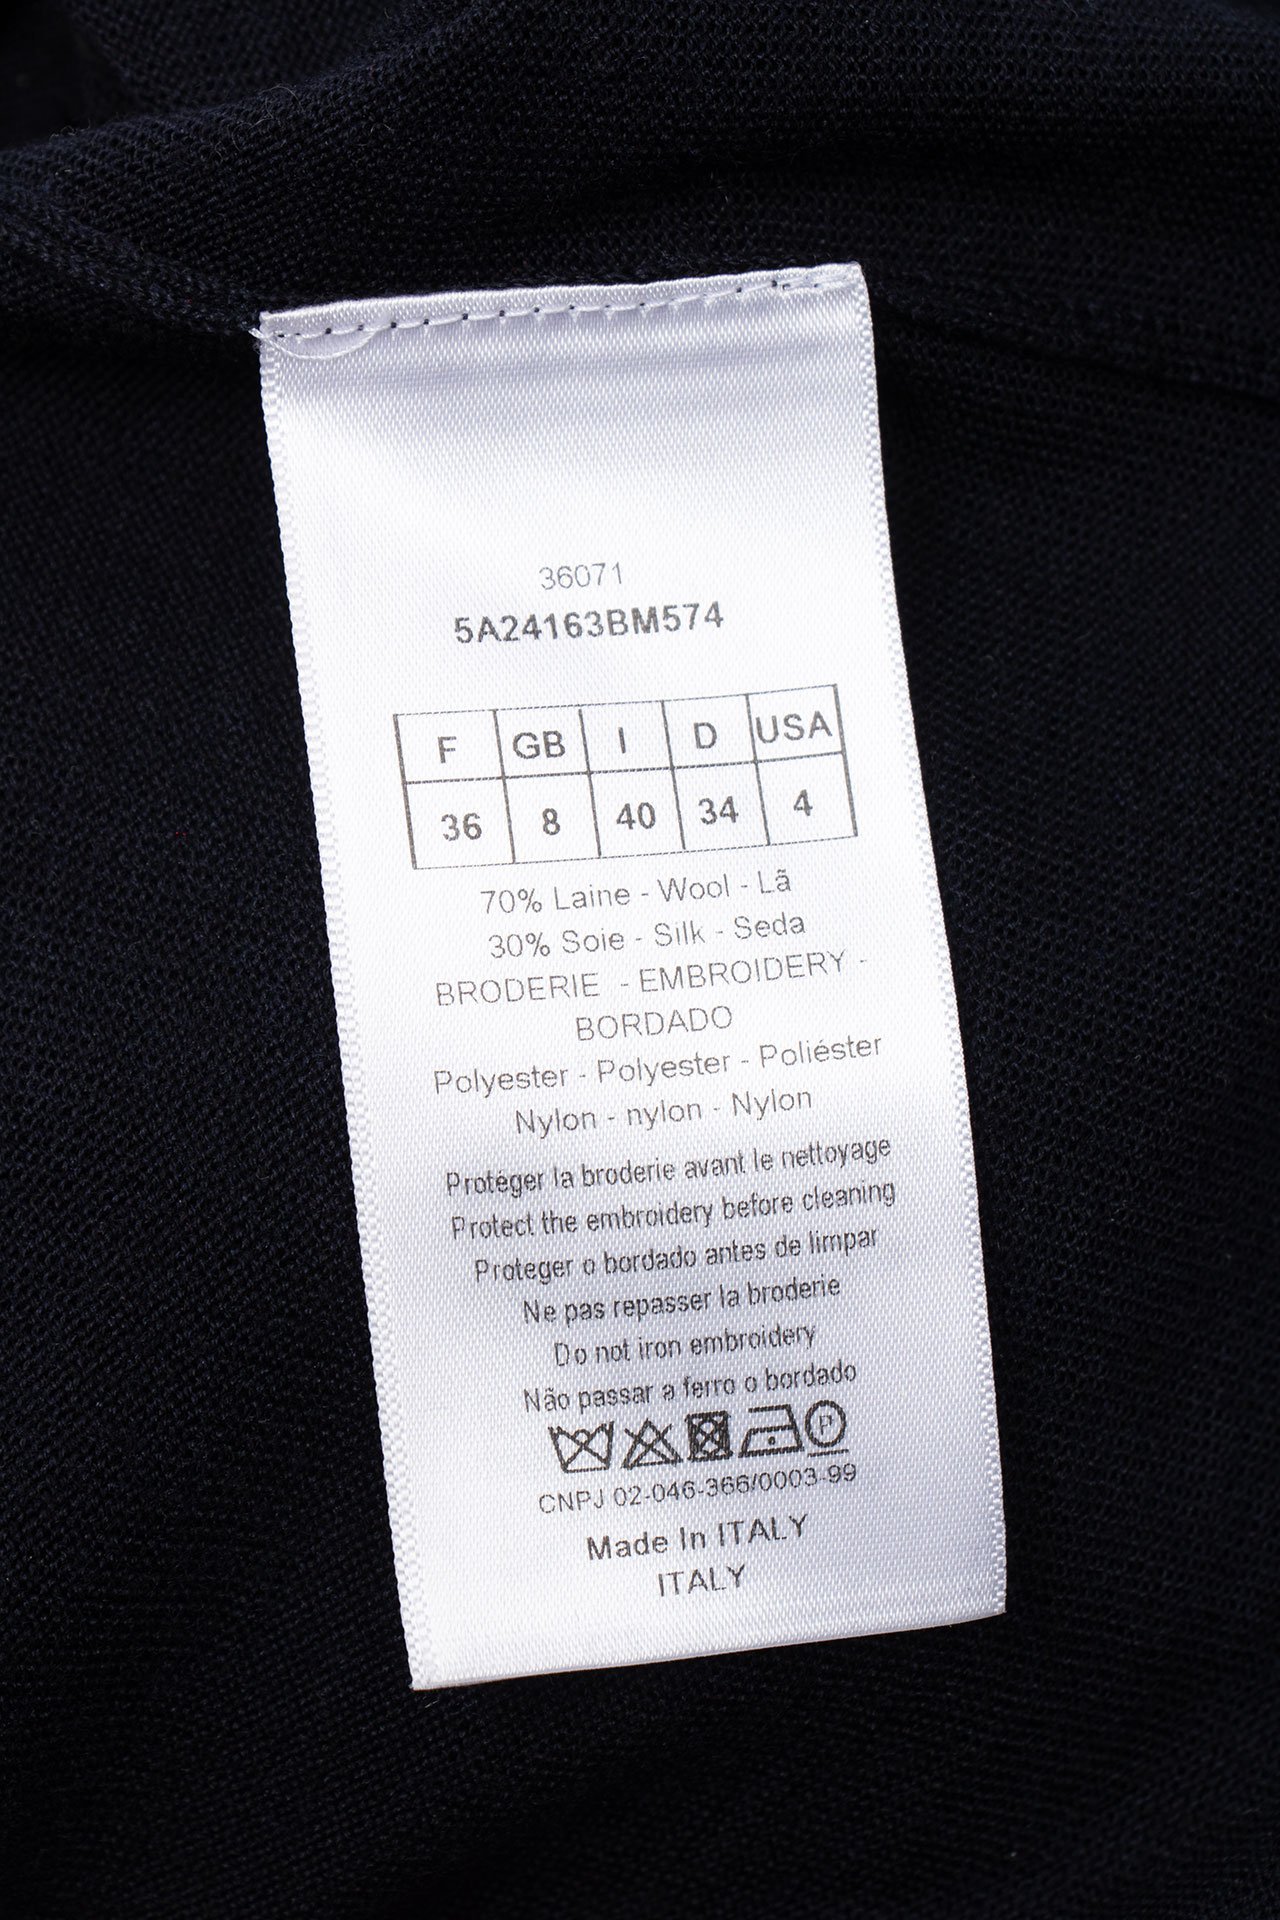 36071
5A24163BM574
F GB I D USA
36 8 40 34 4
70% Laine - Wool - Lã
30% Soie - Silk - Seda
BRODERIE - EMBROIDERY -
BORDADO
Polyester - Polyester - Poliéster
Nylon - nylon - Nylon
Protéger la broderie avant le nettoyage
Protect the embroidery before cleaning
Proteger o bordado antes de limpar
Ne pas repasser la broderie
Do not iron embroidery
Não passar a ferro o bordado
P
CNPJ 02-046-366/0003-99
Made In ITALY
ITALY